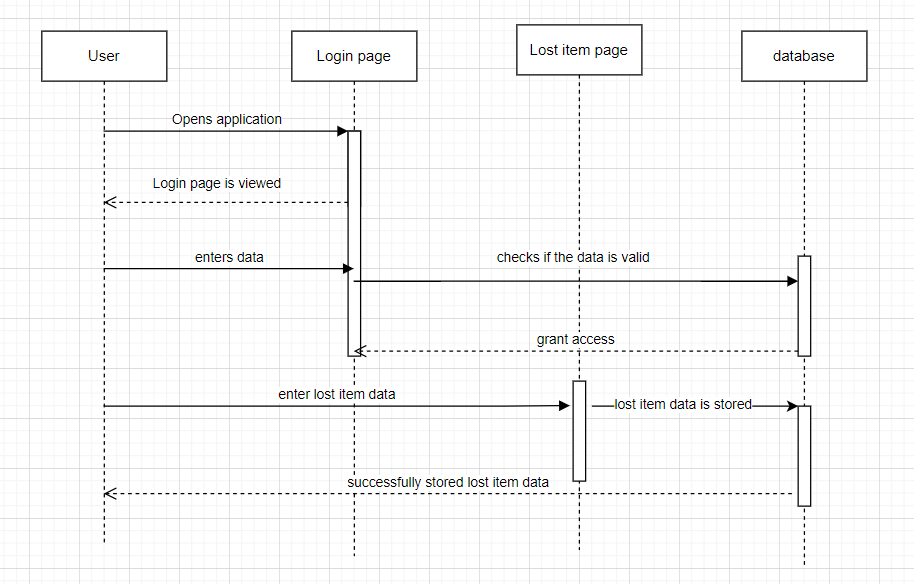 User
Login page
Lost item page
database
Opens application
Login page is viewed
enters data
checks if the data is valid
grant access
enter lost item data
lost item data is stored
successfully stored lost item data